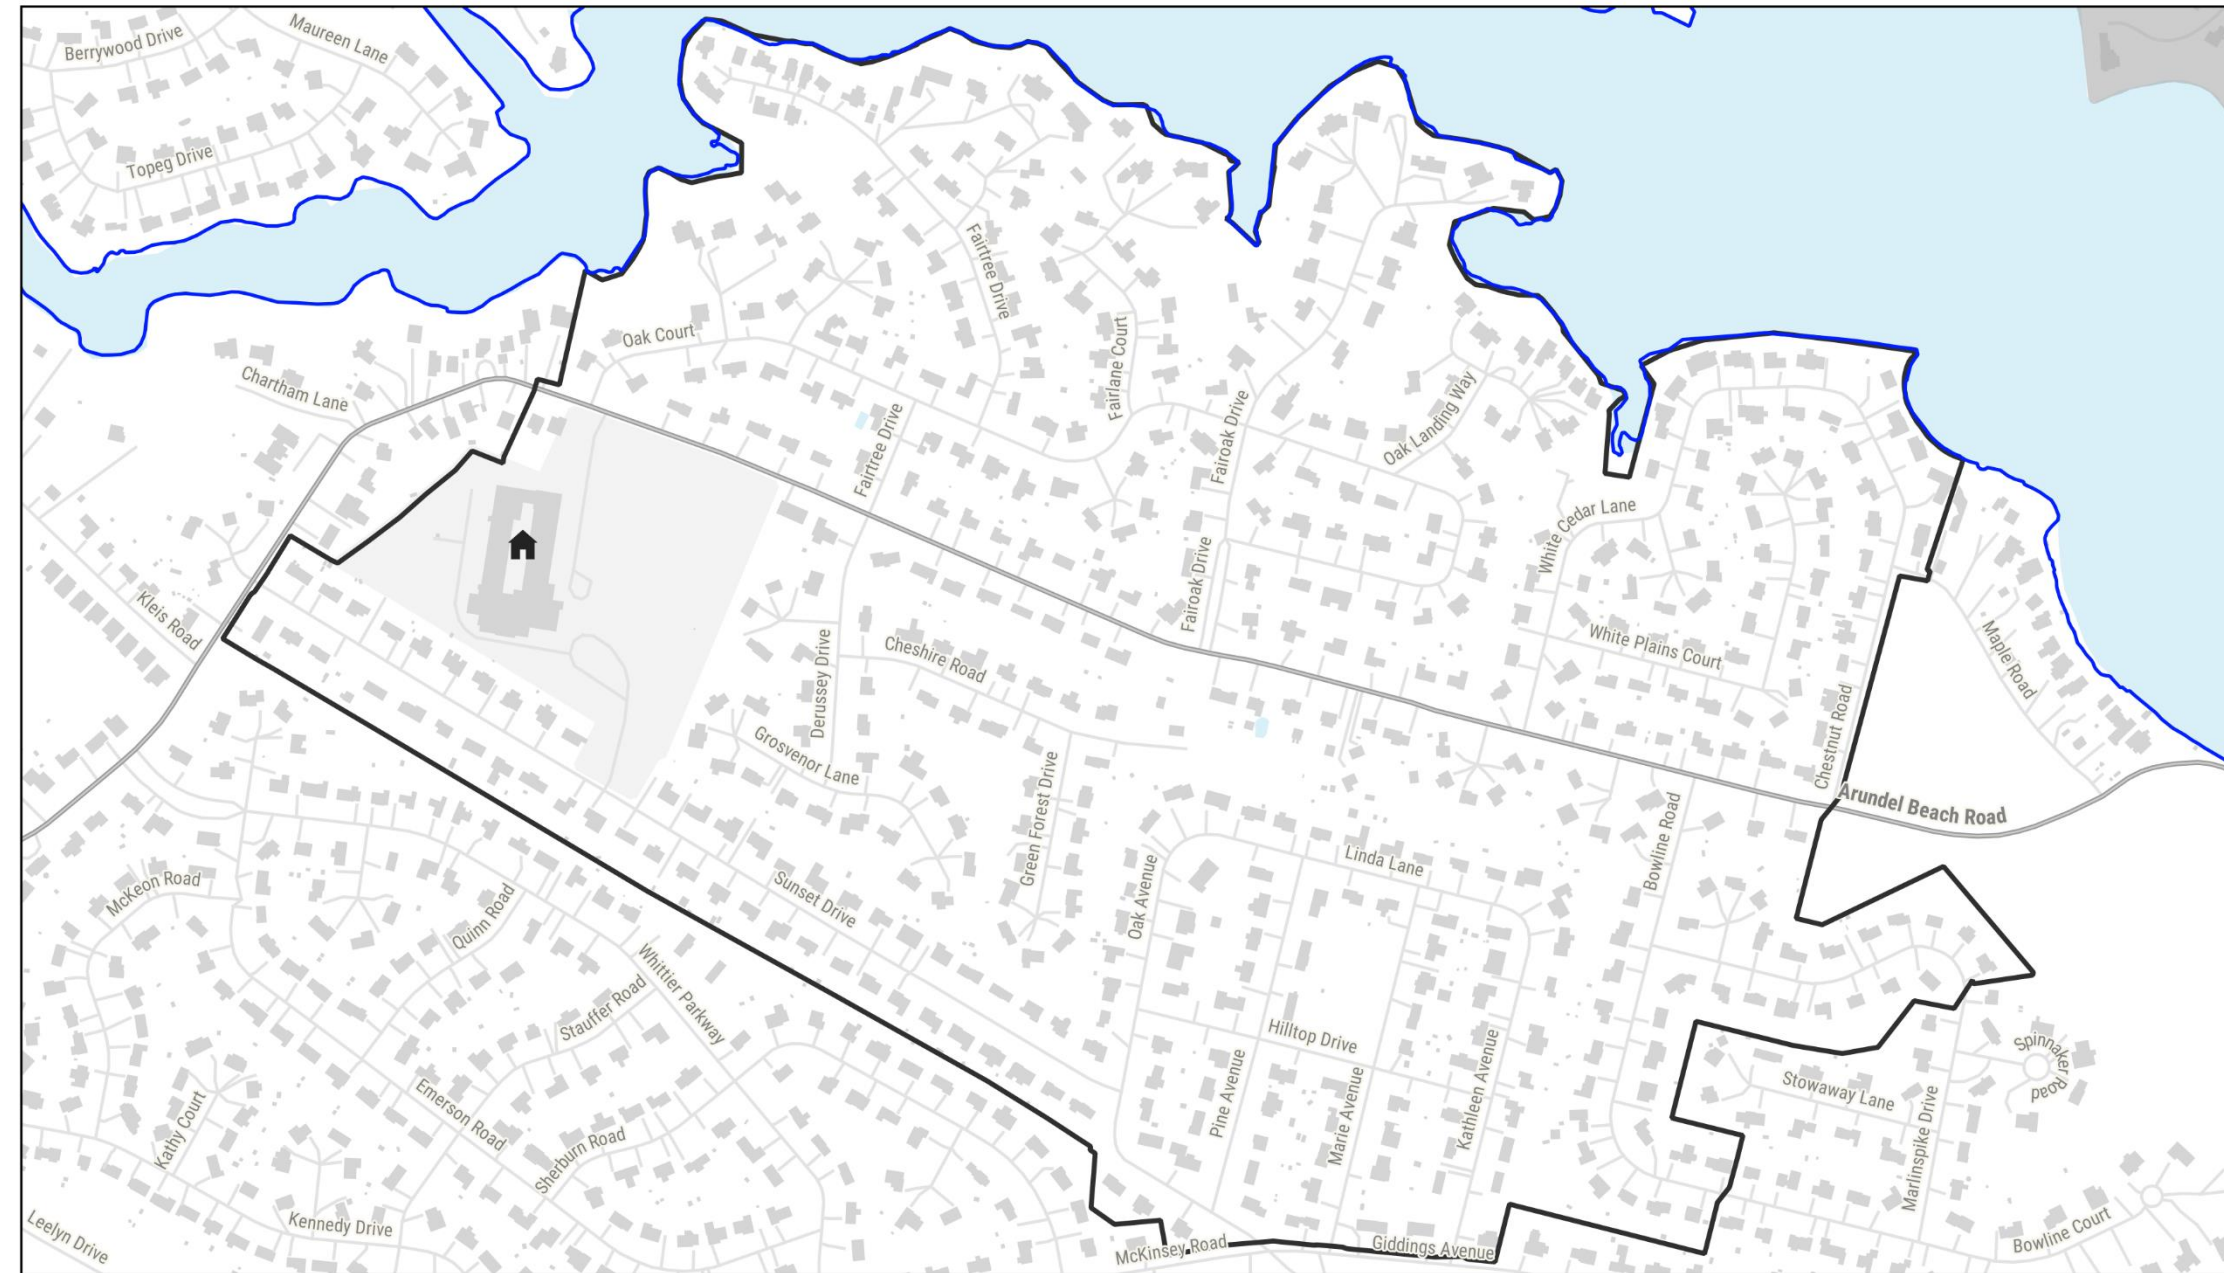 Berrywood Drive
Maureen Lane
Topeg Drive
Fairtree Drive
Oak Court
Fairlane Court
Chartham Lane
Fairtree Drive
Fairoak Drive
Oak Landing Way
White Cedar Lane
Fairoak Drive
Kleis Road
Cheshire Road
White Plains Court
Maple Road
Derussey Drive
Grosvenor Lane
Chestnut Road
Arundel Beach Road
Green Forest Drive
Bowline Road
Linda Lane
McKeon Road
Quinn Road
Sunset Drive
Oak Avenue
Whittier Parkway
Stauffer Road
Hilltop Drive
Spinnaker Road
Stowaway Lane
Pine Avenue
Marie Avenue
Kathleen Avenue
Marlinspike Drive
Emerson Road
Kathy Court
Sherburn Road
Leelyn Drive
Kennedy Drive
McKinsey Road
Giddings Avenue
Bowline Court